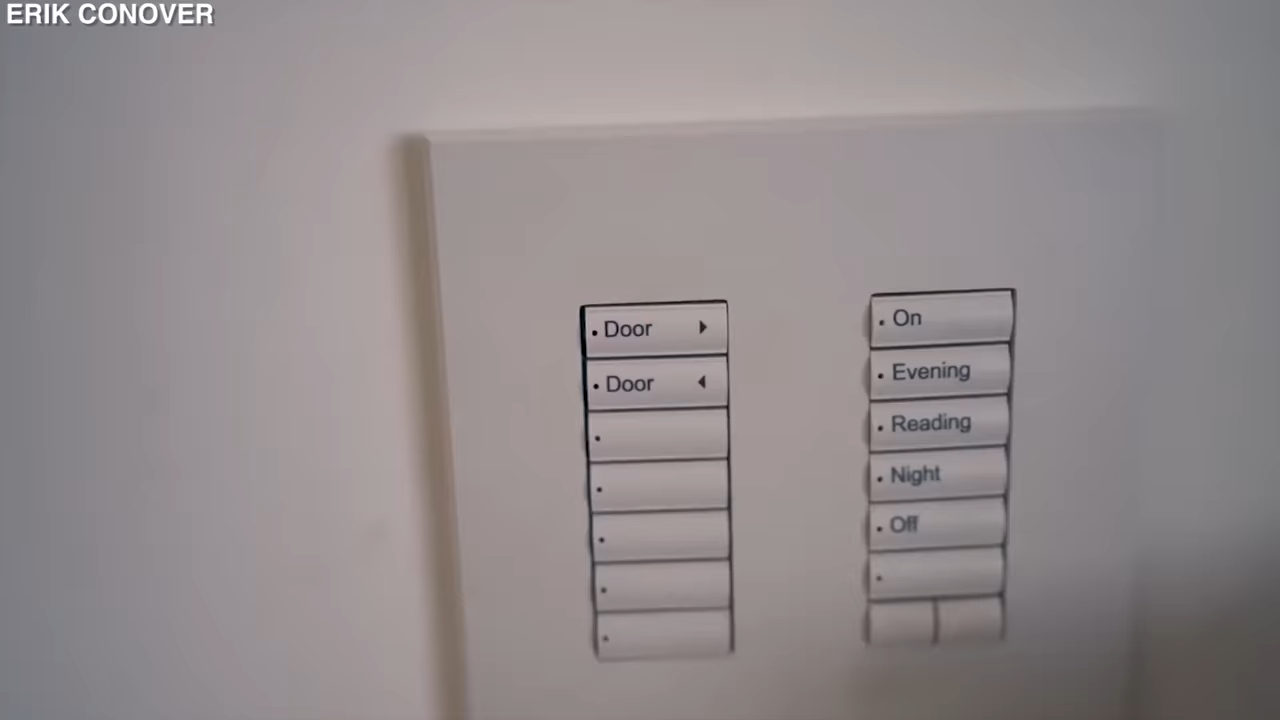 ERIK CONOVER
Door
Door
On
Evening
Reading
Night
Off